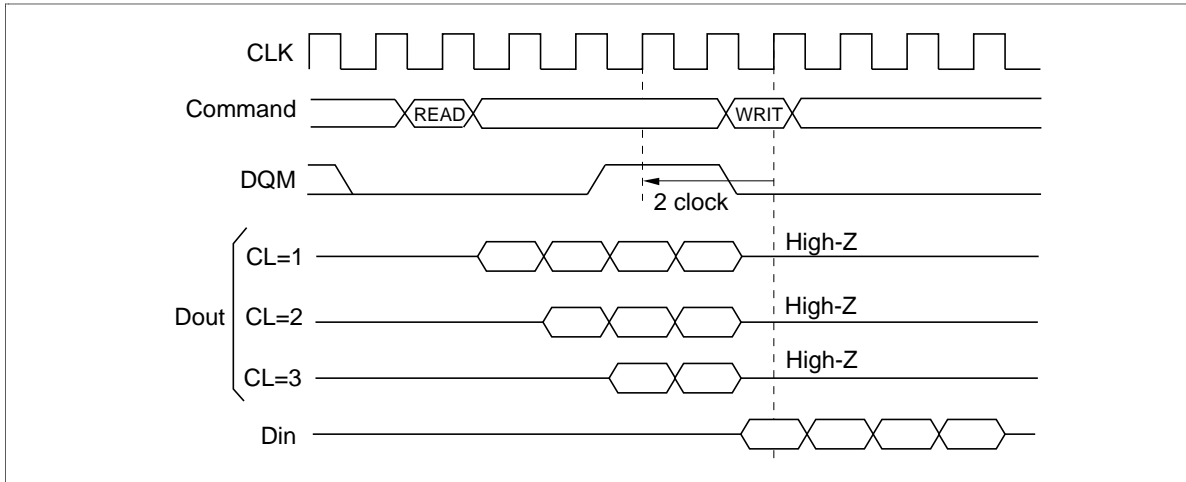 CLK
Command READ WRIT
DQM
2 clock
High-Z
CL=1
High-Z
Dout CL=2
High-Z
CL=3
Din